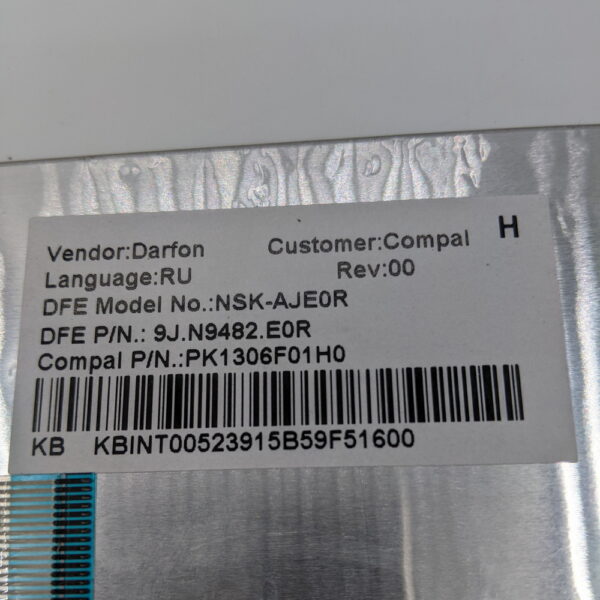 Vendor:Darfon Customer:Compal H
Language:RU Rev:00
DFE Model No.:NSK-AJE0R
DFE P/N.: 9J.N9482.E0R
Compal P/N.:PK1306F01H0
KB KBINT00523915B59F51600